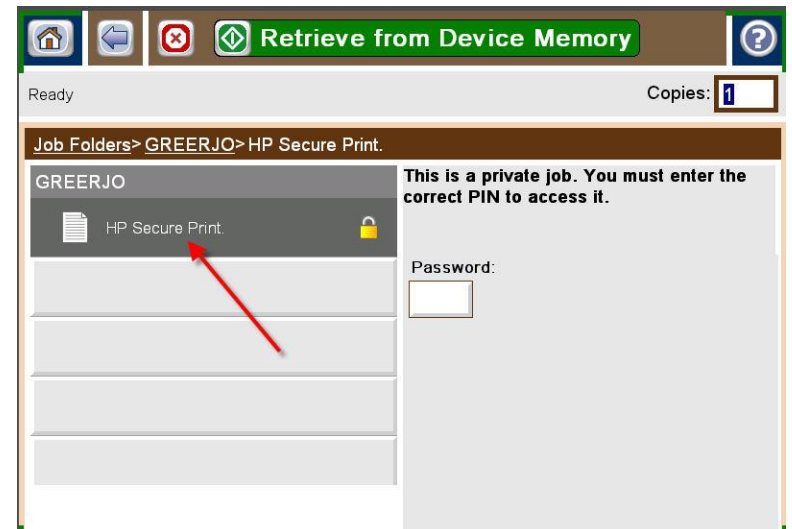 Retrieve from Device Memory
?
Ready
Copies: 1
Job Folders> GREERJO> HP Secure Print.
GREERJO
HP Secure Print.
This is a private job. You must enter the
correct PIN to access it.
Password: